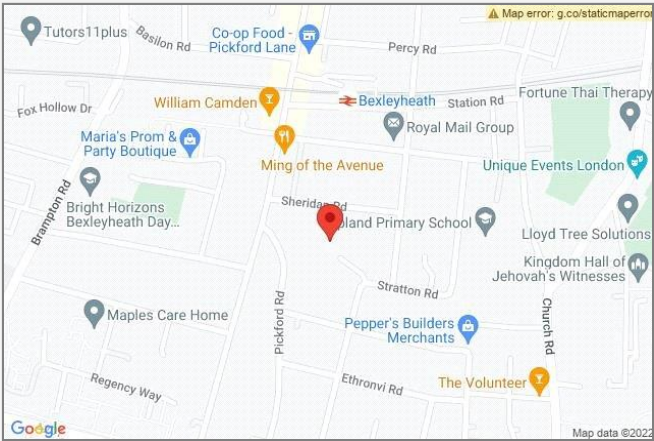 Map error: g.co/staticmaperror
Tutors11plus
Basilon Rd
Co-op Food -
Pickford Lane
Percy Rd
William Camden
Bexleyheath
Station Rd
Fortune Thai Therapy
Fox Hollow Dr
Royal Mail Group
Maria's Prom &
Party Boutique
Ming of the Avenue
Unique Events London
Brampton Rd
Bright Horizons
Bexleyheath Day...
Sheridan Rd
pland Primary School
Lloyd Tree Solutions
Kingdom Hall of
Jehovah's Witnesses
Stratton Rd
Maples Care Home
Pickford Rd
Pepper's Builders
Merchants
Church Rd
Regency Way
Ethronvi Rd
The Volunteer
Google
Map data ©2022